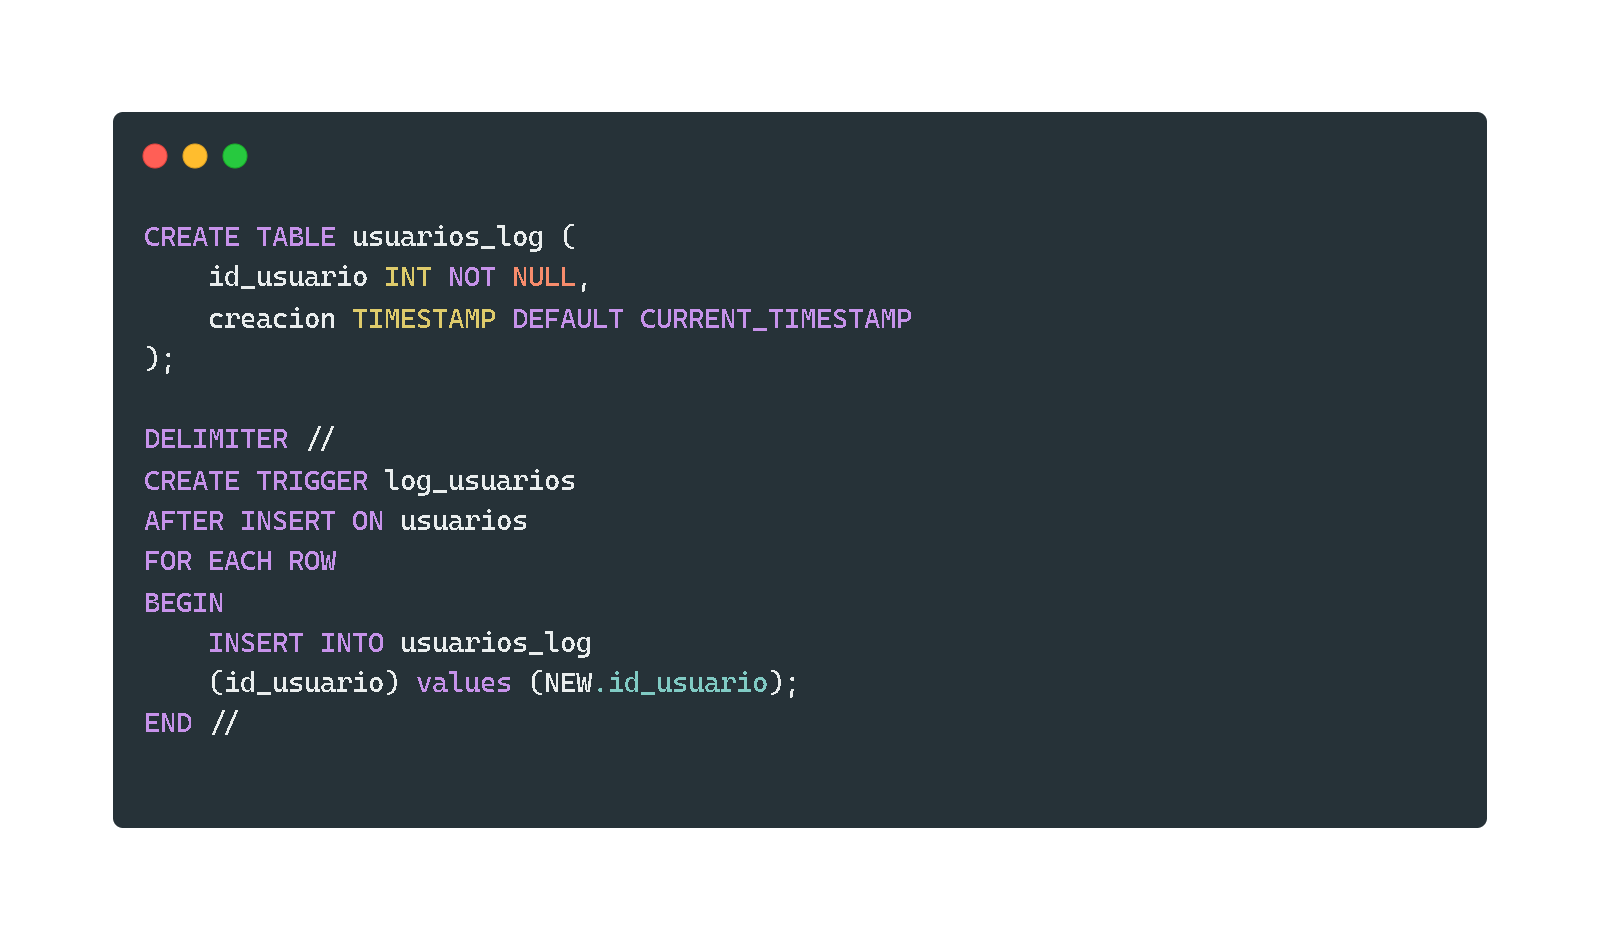 CREATE TABLE usuarios_log (
    id_usuario INT NOT NULL,
    creacion TIMESTAMP DEFAULT CURRENT_TIMESTAMP
);
DELIMITER //
CREATE TRIGGER log_usuarios
AFTER INSERT ON usuarios
FOR EACH ROW
BEGIN
    INSERT INTO usuarios_log
    (id_usuario) values (NEW.id_usuario);
END //